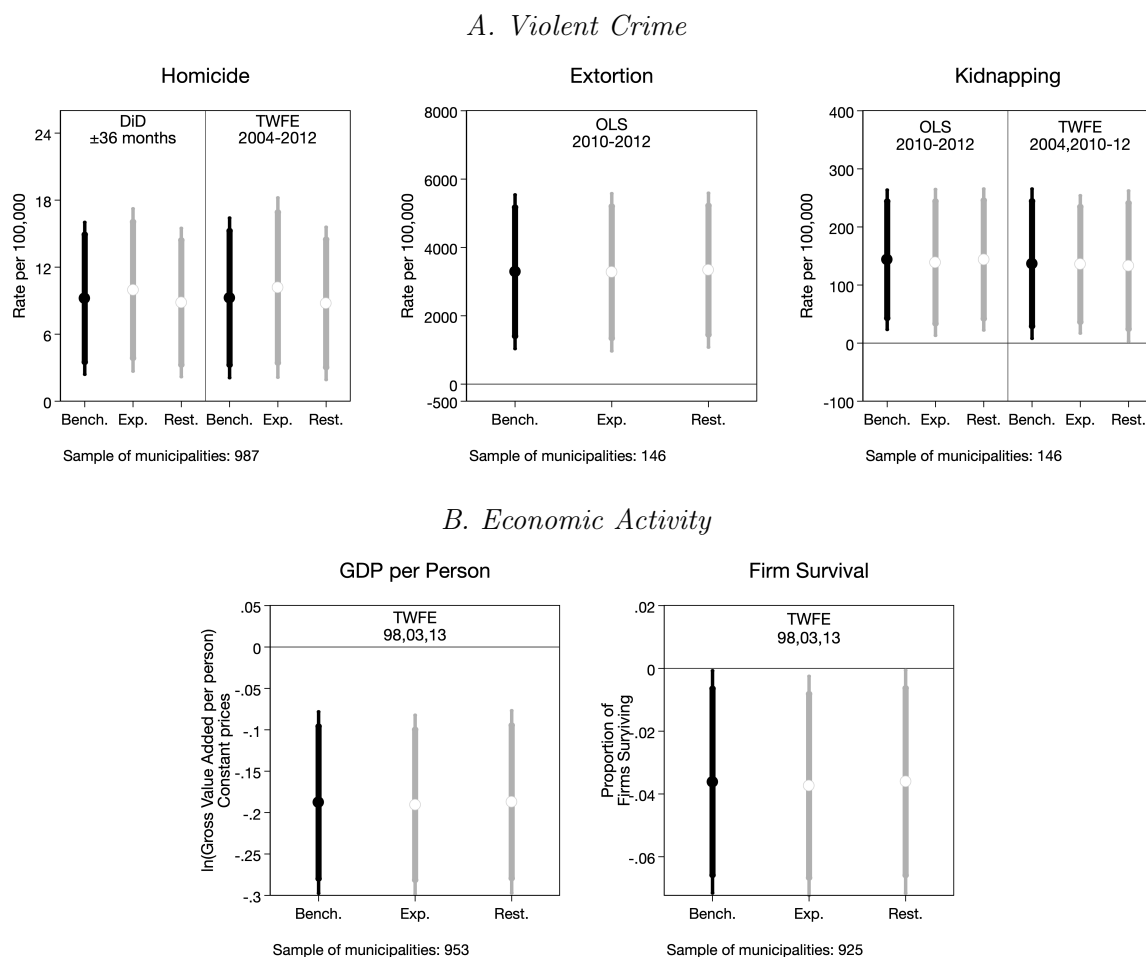 A. Violent Crime
Homicide
DiD
±36 months
TWFE
2004-2012
Rate per 100,000
24
18
12
6
0
Bench. Exp. Rest. Bench. Exp. Rest.
Sample of municipalities: 987
Extortion
OLS
2010-2012
Rate per 100,000
8000
6000
4000
2000
0
-500
Bench. Exp. Rest.
Sample of municipalities: 146
Kidnapping
OLS
2010-2012
TWFE
2004,2010-12
Rate per 100,000
400
300
200
100
0
-100
Bench. Exp. Rest. Bench. Exp. Rest.
Sample of municipalities: 146
B. Economic Activity
GDP per Person
TWFE
98,03,13
ln(Gross Value Added per person)
Constant prices
.05
0
-.05
-.1
-.15
-.2
-.25
-.3
Bench. Exp. Rest.
Sample of municipalities: 953
Firm Survival
TWFE
98,03,13
Proportion of
Firms Surviving
.02
0
-.02
-.04
-.06
Bench. Exp. Rest.
Sample of municipalities: 925